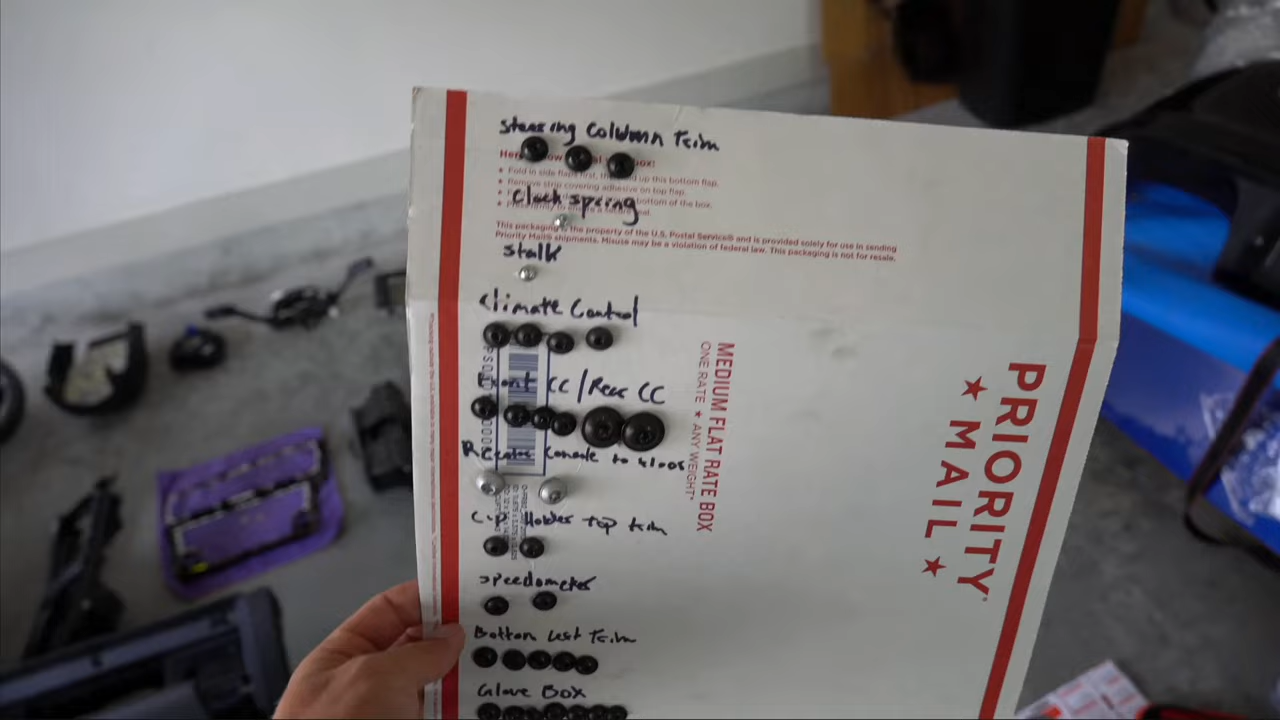 Steering Column Trim
Clock spring
This packaging is the property of the U.S. Postal Service® and is provided solely for use in sending
Priority Mail® shipments. Misuse may be a violation of federal law. This packaging is not for resale.
Stalk
Climate Control
Front CC/Rear CC
console to floor
Cup Holder top trim
speedometer
Bottom Left Trim
Glove Box
MEDIUM FLAT RATE BOX
ONE RATE ★ ANY WEIGHT*
PRIORITY
★ MAIL ★